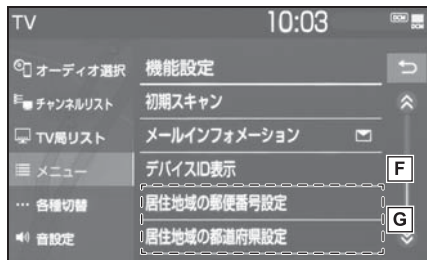 TV
10:03
DCM
オーディオ選択
機能設定
チャンネルリスト
初期スキャン
TV局リスト
メールインフォメーション
メニュー
デバイスID表示
F
各種切替
居住地域の郵便番号設定
G
音設定
居住地域の都道府県設定